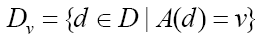 D_v = {d ∈ D | A(d) = v}